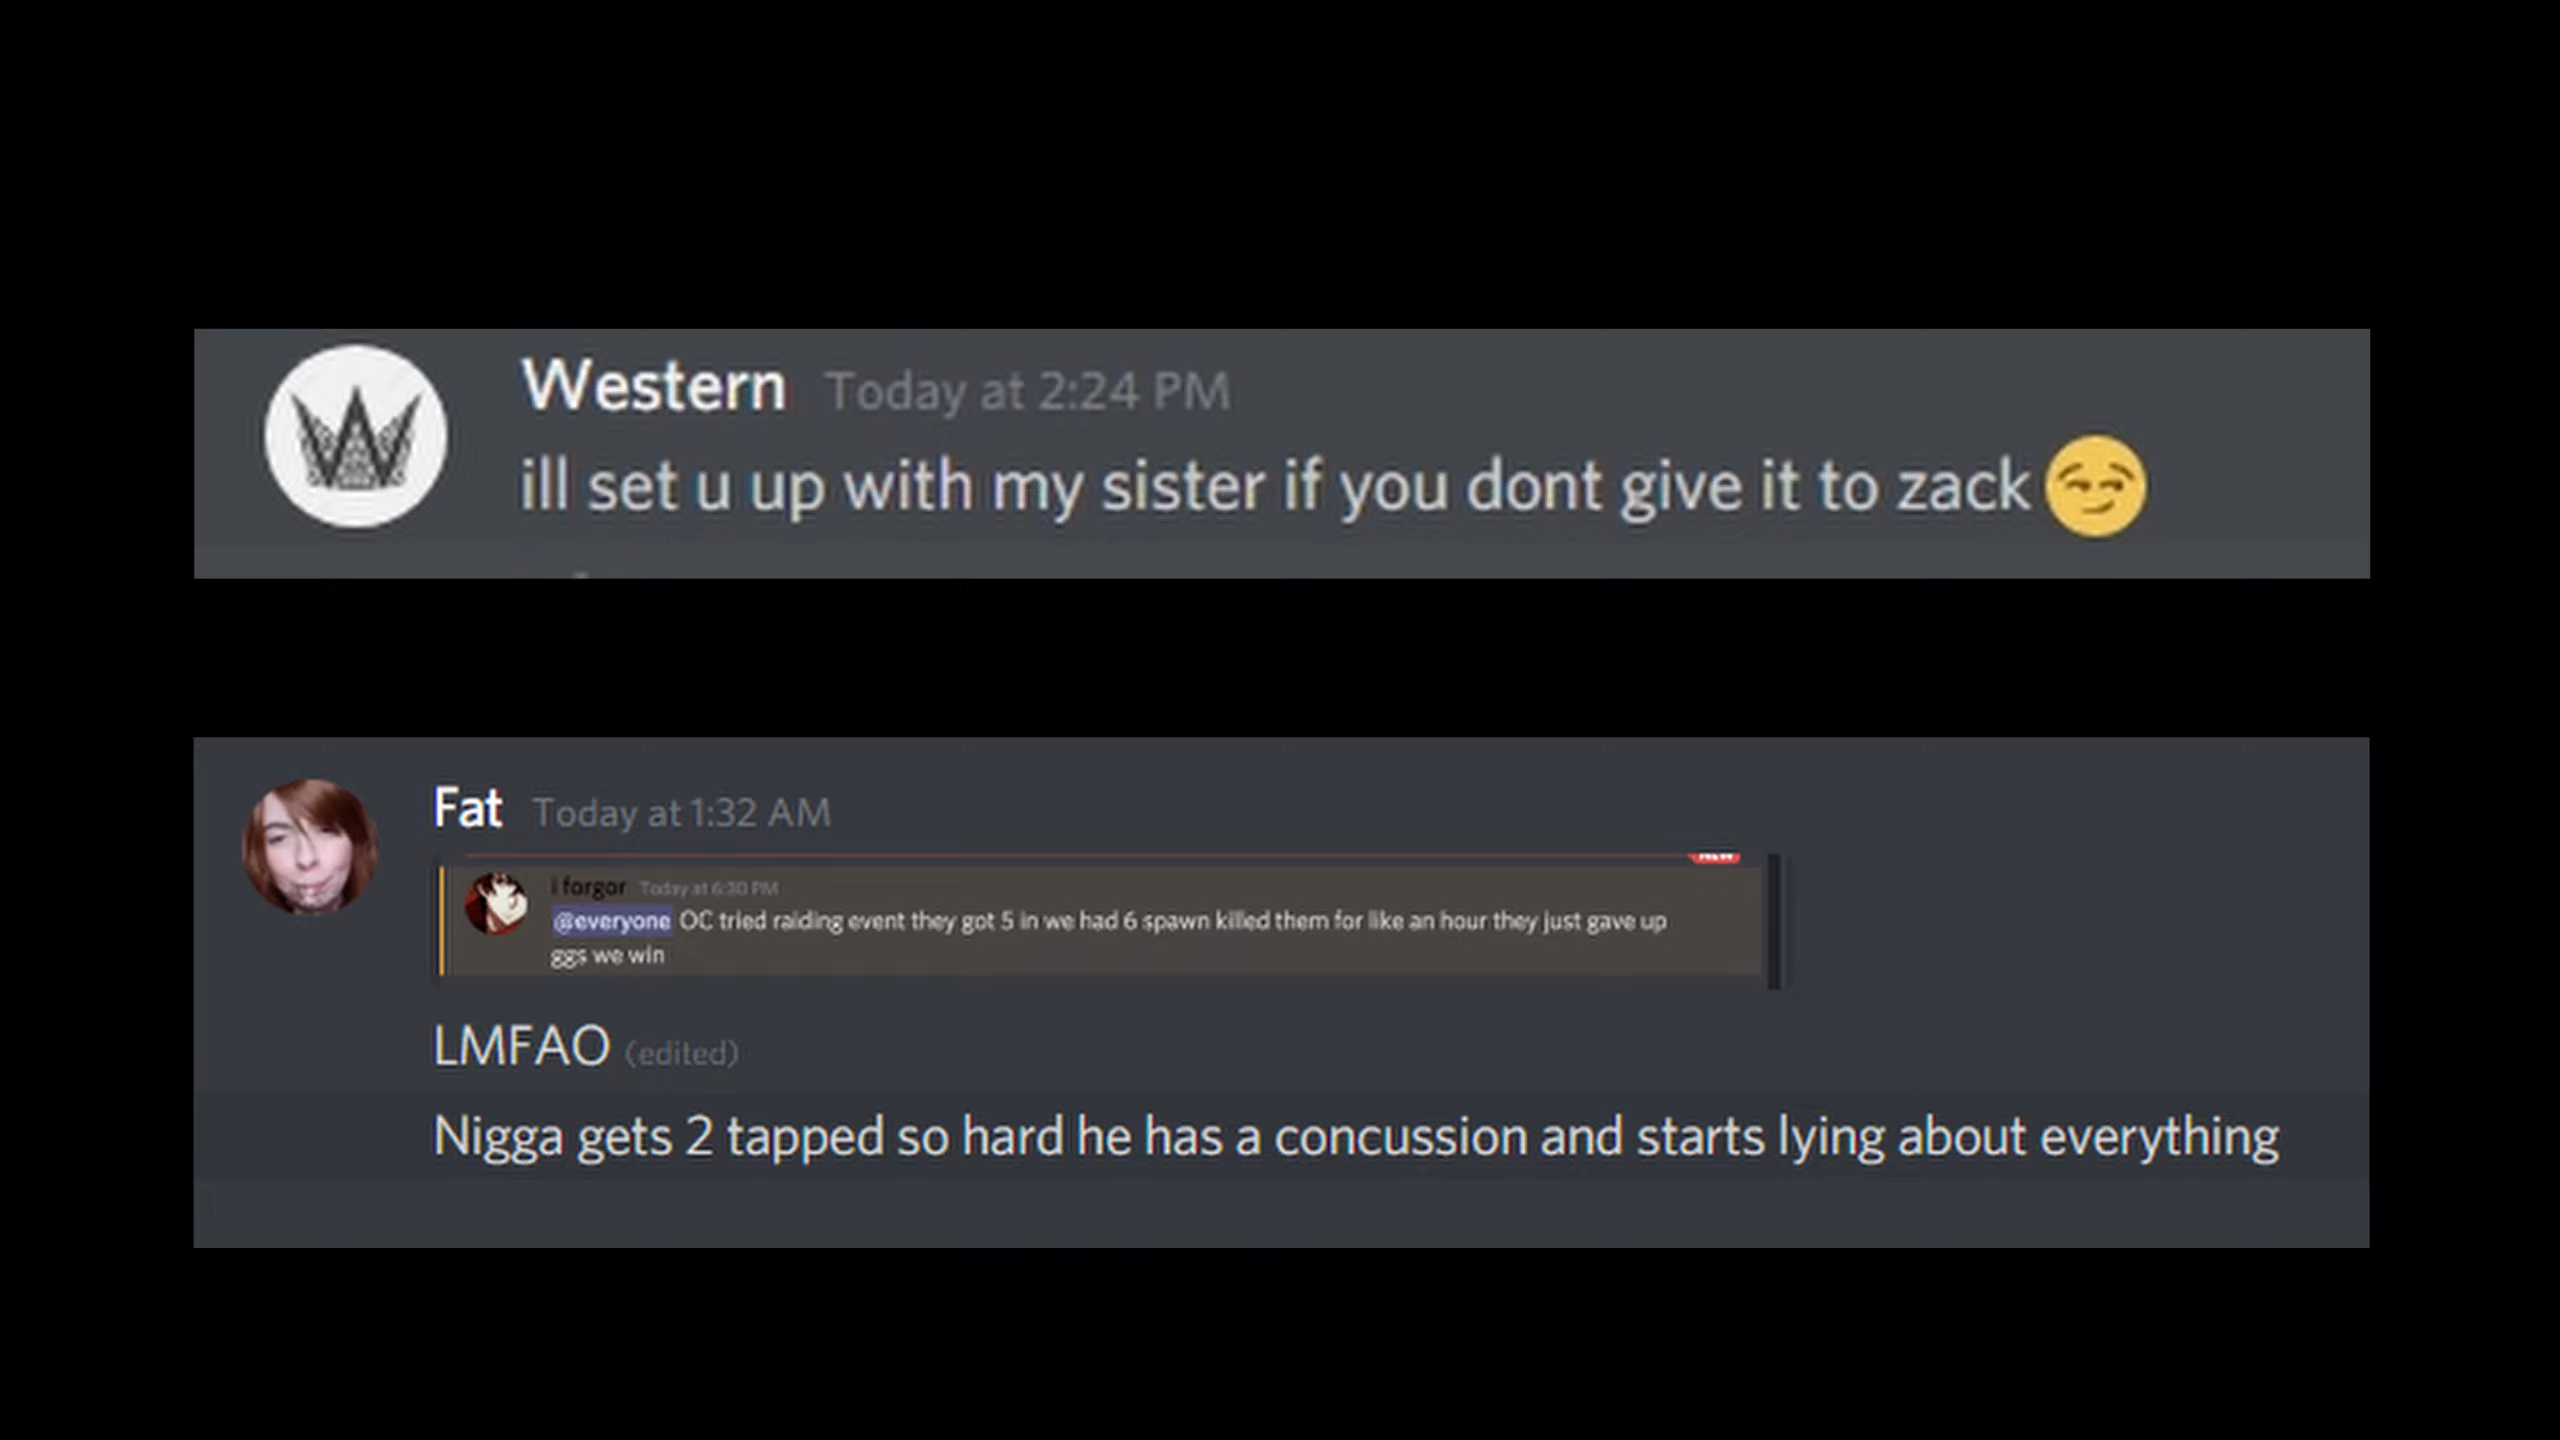 Western Today at 2:24 PM
ill set u up with my sister if you dont give it to zack
Fat Today at 1:32 AM
NEW
i forgor Today at 6:30 PM
@everyone OC tried raiding event they got 5 in we had 6 spawn killed them for like an hour they just gave up
ggs we win
LMFAO (edited)
Nigga gets 2 tapped so hard he has a concussion and starts lying about everything